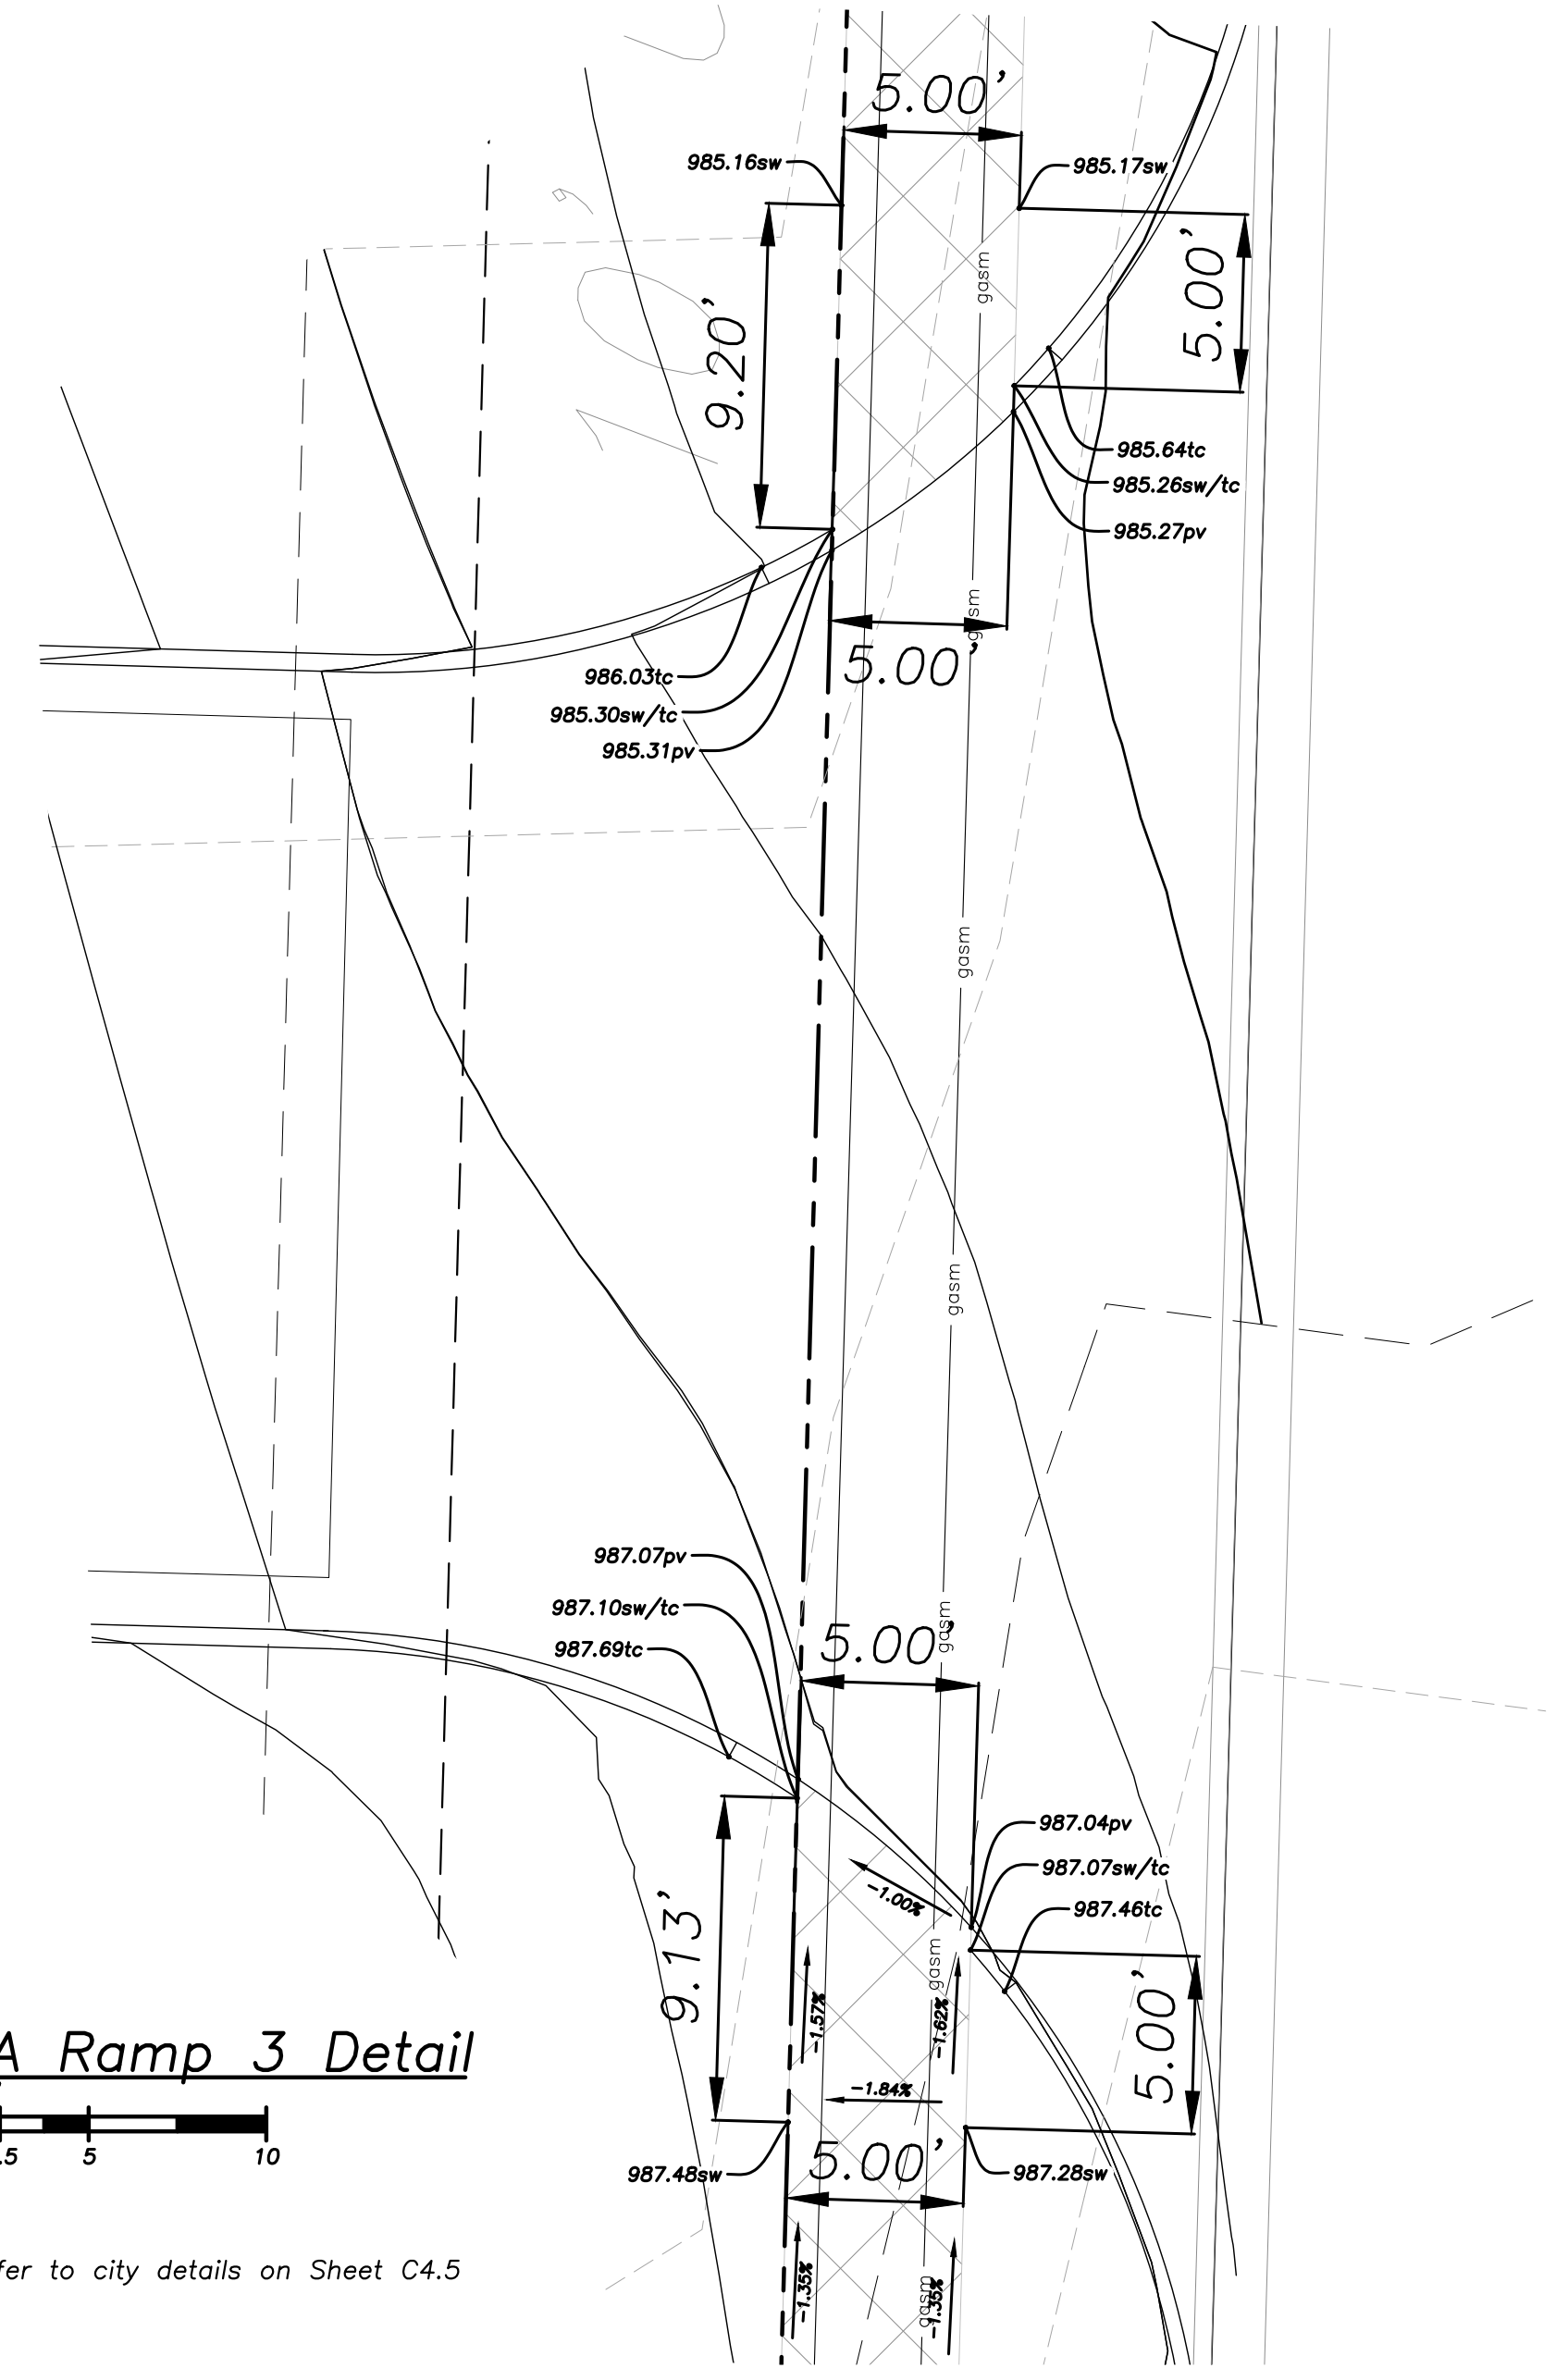 5.00'
985.16sw
985.17sw
gasm
5.00'
9.20'
985.64tc
985.26sw/tc
985.27pv
gasm
5.00'
986.03tc
985.30sw/tc
985.31pv
gasm
gasm
987.07pv
987.10sw/tc
987.69tc
gasm
5.00'
987.04pv
987.07sw/tc
987.46tc
-1.00%
9.13'
gasm
-1.57%
-1.62%
5.00'
A Ramp 3 Detail
-1.84%
.5 5 10
5.00'
987.48sw
987.28sw
fer to city details on Sheet C4.5
-1.35%
gasm
-1.35%